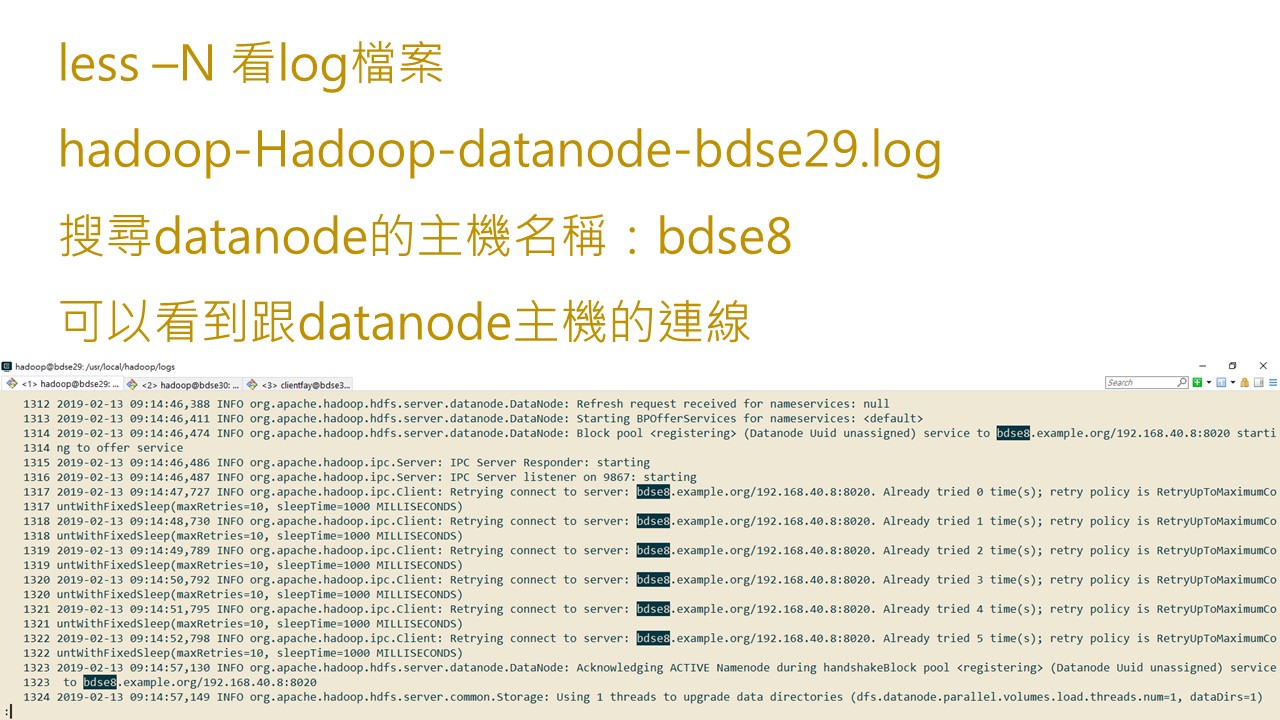 less –N 看log檔案
hadoop-Hadoop-datanode-bdse29.log
搜尋datanode的主機名稱：bdse8
可以看到跟datanode主機的連線
hadoop@bdse29: /usr/local/hadoop/logs
<1> hadoop@bdse29: ... <2> hadoop@bdse30: ... <3> clientfay@bdse3... Search
1312 2019-02-13 09:14:46,388 INFO org.apache.hadoop.hdfs.server.datanode.DataNode: Refresh request received for nameservices: null
1313 2019-02-13 09:14:46,411 INFO org.apache.hadoop.hdfs.server.datanode.DataNode: Starting BPOfferServices for nameservices: <default>
1314 2019-02-13 09:14:46,474 INFO org.apache.hadoop.hdfs.server.datanode.DataNode: Block pool <registering> (Datanode Uuid unassigned) service to bdse8.example.org/192.168.40.8:8020 starti
1314 ng to offer service
1315 2019-02-13 09:14:46,486 INFO org.apache.hadoop.ipc.Server: IPC Server Responder: starting
1316 2019-02-13 09:14:46,487 INFO org.apache.hadoop.ipc.Server: IPC Server listener on 9867: starting
1317 2019-02-13 09:14:47,727 INFO org.apache.hadoop.ipc.Client: Retrying connect to server: bdse8.example.org/192.168.40.8:8020. Already tried 0 time(s); retry policy is RetryUpToMaximumCo
1317 untWithFixedSleep(maxRetries=10, sleepTime=1000 MILLISECONDS)
1318 2019-02-13 09:14:48,730 INFO org.apache.hadoop.ipc.Client: Retrying connect to server: bdse8.example.org/192.168.40.8:8020. Already tried 1 time(s); retry policy is RetryUpToMaximumCo
1318 untWithFixedSleep(maxRetries=10, sleepTime=1000 MILLISECONDS)
1319 2019-02-13 09:14:49,789 INFO org.apache.hadoop.ipc.Client: Retrying connect to server: bdse8.example.org/192.168.40.8:8020. Already tried 2 time(s); retry policy is RetryUpToMaximumCo
1319 untWithFixedSleep(maxRetries=10, sleepTime=1000 MILLISECONDS)
1320 2019-02-13 09:14:50,792 INFO org.apache.hadoop.ipc.Client: Retrying connect to server: bdse8.example.org/192.168.40.8:8020. Already tried 3 time(s); retry policy is RetryUpToMaximumCo
1320 untWithFixedSleep(maxRetries=10, sleepTime=1000 MILLISECONDS)
1321 2019-02-13 09:14:51,795 INFO org.apache.hadoop.ipc.Client: Retrying connect to server: bdse8.example.org/192.168.40.8:8020. Already tried 4 time(s); retry policy is RetryUpToMaximumCo
1321 untWithFixedSleep(maxRetries=10, sleepTime=1000 MILLISECONDS)
1322 2019-02-13 09:14:52,798 INFO org.apache.hadoop.ipc.Client: Retrying connect to server: bdse8.example.org/192.168.40.8:8020. Already tried 5 time(s); retry policy is RetryUpToMaximumCo
1322 untWithFixedSleep(maxRetries=10, sleepTime=1000 MILLISECONDS)
1323 2019-02-13 09:14:57,130 INFO org.apache.hadoop.hdfs.server.datanode.DataNode: Acknowledging ACTIVE Namenode during handshakeBlock pool <registering> (Datanode Uuid unassigned) service
1323 to bdse8.example.org/192.168.40.8:8020
1324 2019-02-13 09:14:57,149 INFO org.apache.hadoop.hdfs.server.common.Storage: Using 1 threads to upgrade data directories (dfs.datanode.parallel.volumes.load.threads.num=1, dataDirs=1)
: